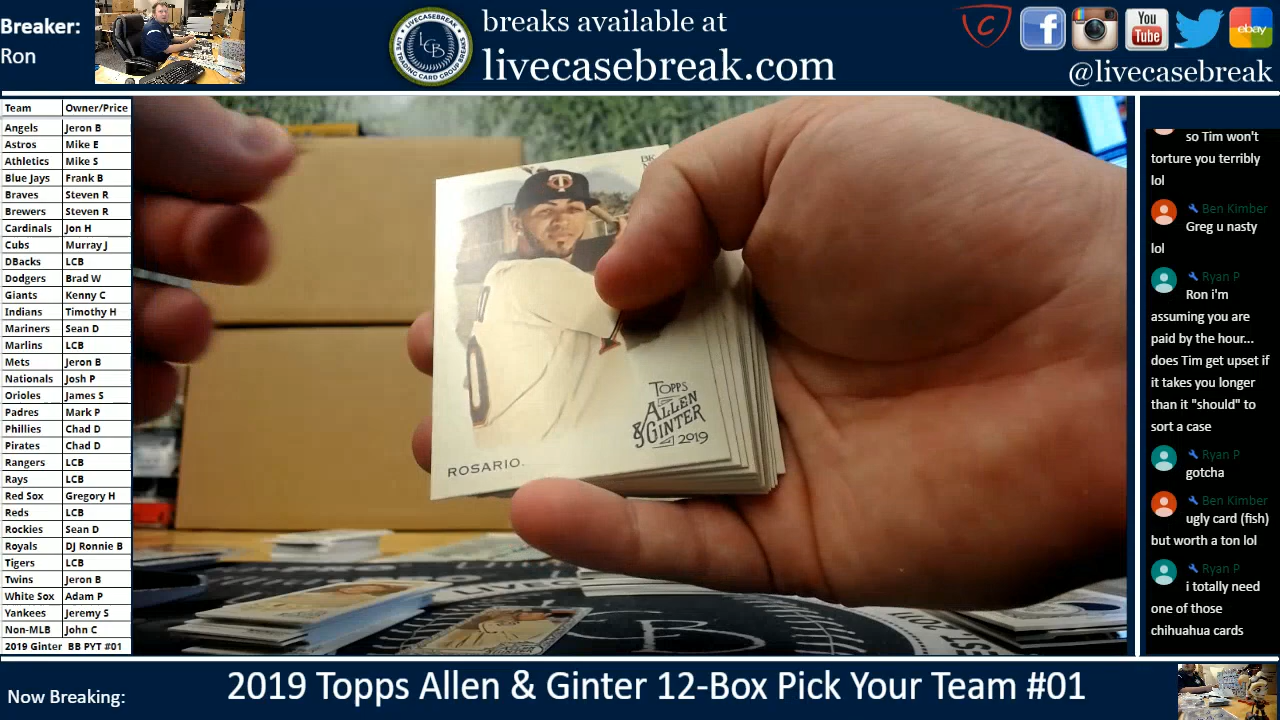 Breaker:
Ron
breaks available at
livecasebreak.com
You
Tube
ebay
@livecasebreak
LCB
Team Owner/Price
Angels Jeron B
Astros Mike E
Athletics Mike S
Blue Jays Frank B
Braves Steven R
Brewers Steven R
Cardinals Jon H
Cubs Murray J
DBacks LCB
Dodgers Brad W
Giants Kenny C
Indians Timothy H
Mariners Sean D
Marlins LCB
Mets Jeron B
Nationals Josh P
Orioles James S
Padres Mark P
Phillies Chad D
Pirates Chad D
Rangers LCB
Rays LCB
Red Sox Gregory H
Reds LCB
Rockies Sean D
Royals DJ Ronnie B
Tigers LCB
Twins Jeron B
White Sox Adam P
Yankees Jeremy S
Non-MLB John C
2019 Ginter BB PYT #01
TOPPS
ALLEN
& GINTER
2019
ROSARIO.
so Tim won't
torture you terribly
lol
Ben Kimber
Greg u nasty
lol
Ryan P
Ron i'm
assuming you are
paid by the hour...
does Tim get upset if
it takes you longer
than it "should" to
sort a case
Ryan P
gotcha
Ben Kimber
ugly card (fish)
but worth a ton lol
Ryan P
i totally need
one of those
chihuahua cards
Now Breaking:
2019 Topps Allen & Ginter 12-Box Pick Your Team #01